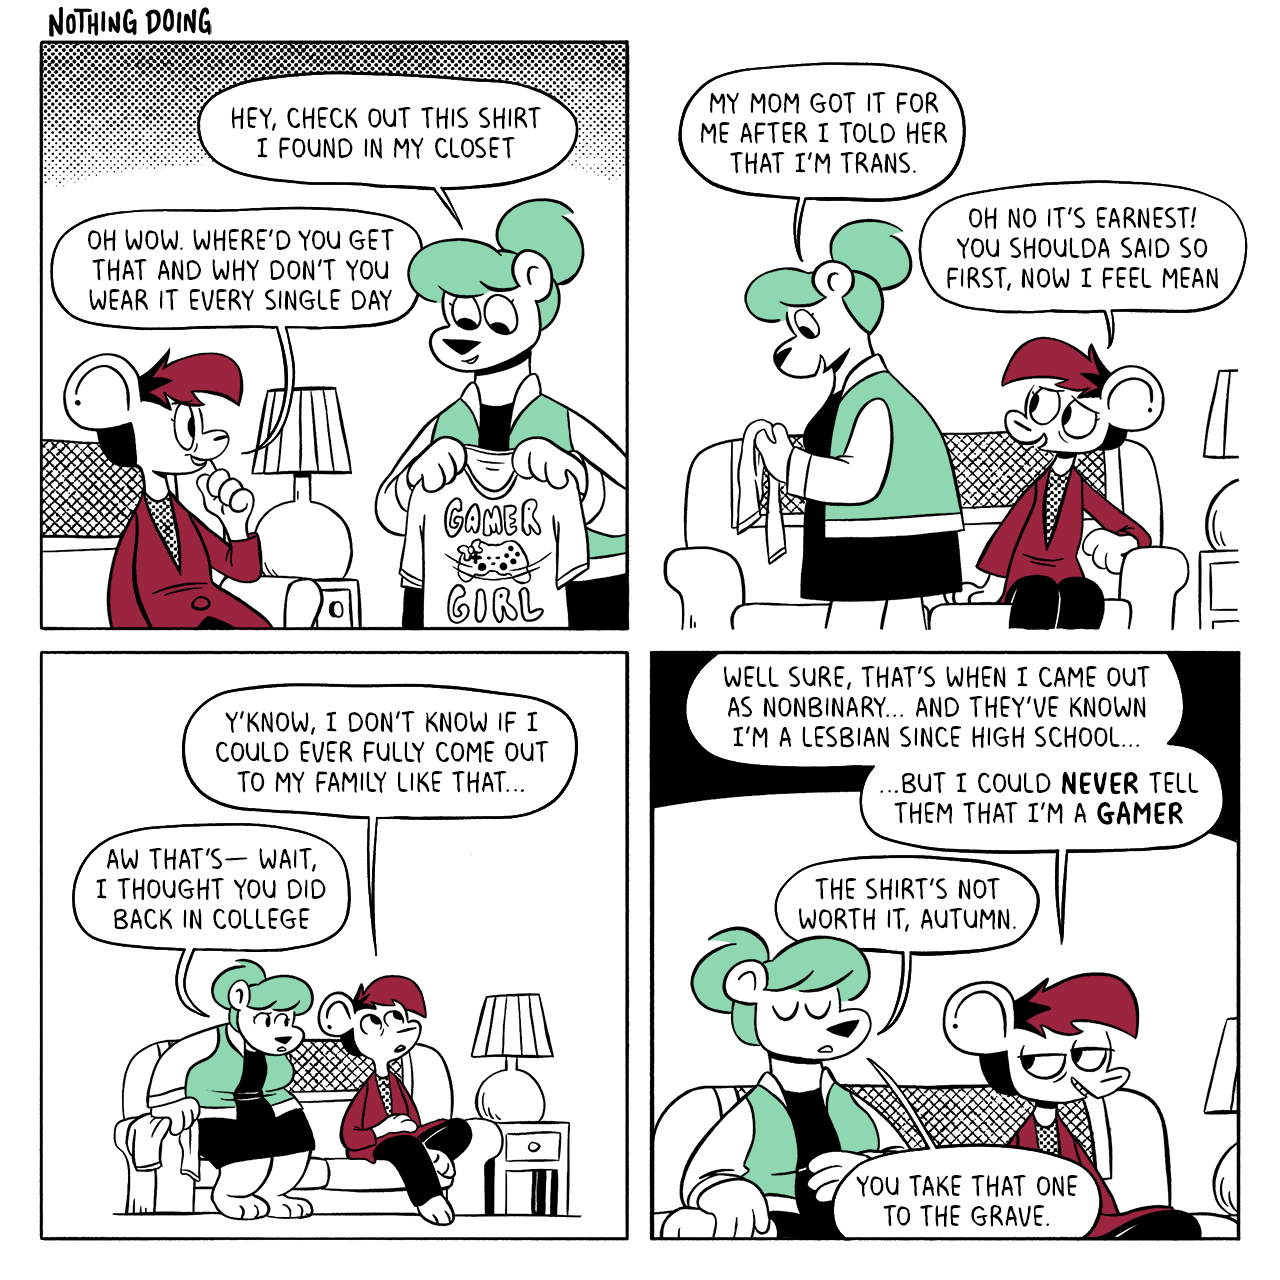 NOTHING DOING
HEY, CHECK OUT THIS SHIRT
I FOUND IN MY CLOSET
OH WOW. WHERE'D YOU GET
THAT AND WHY DON'T YOU
WEAR IT EVERY SINGLE DAY
GAMER
GIRL
MY MOM GOT IT FOR
ME AFTER I TOLD HER
THAT I'M TRANS.
OH NO IT'S EARNEST!
YOU SHOULDA SAID SO
FIRST, NOW I FEEL MEAN
Y'KNOW, I DON'T KNOW IF I
COULD EVER FULLY COME OUT
TO MY FAMILY LIKE THAT...
AW THAT'S— WAIT,
I THOUGHT YOU DID
BACK IN COLLEGE
WELL SURE, THAT'S WHEN I CAME OUT
AS NONBINARY... AND THEY'VE KNOWN
I'M A LESBIAN SINCE HIGH SCHOOL...
...BUT I COULD NEVER TELL
THEM THAT I'M A GAMER
THE SHIRT'S NOT
WORTH IT, AUTUMN.
YOU TAKE THAT ONE
TO THE GRAVE.